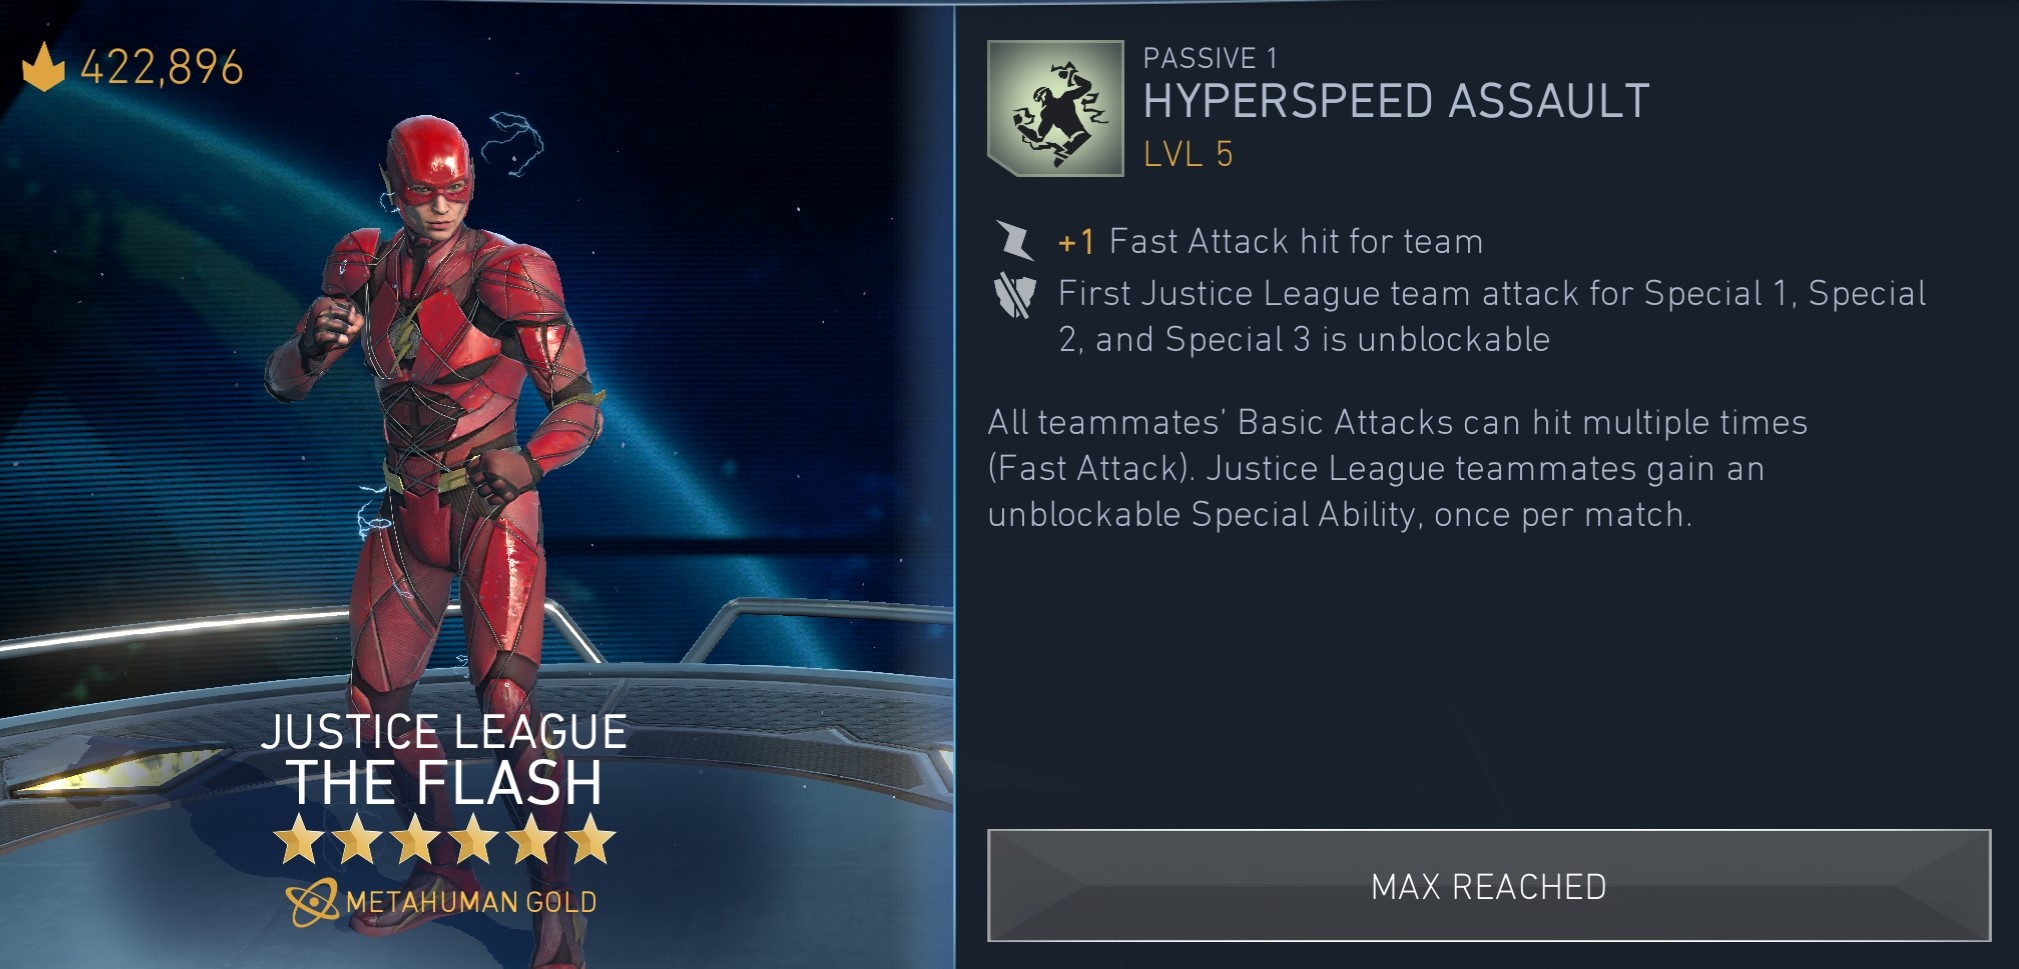 422,896
JUSTICE LEAGUE
THE FLASH
METAHUMAN GOLD
PASSIVE 1
HYPERSPEED ASSAULT
LVL 5
+1 Fast Attack hit for team
First Justice League team attack for Special 1, Special
2, and Special 3 is unblockable
All teammates’ Basic Attacks can hit multiple times
(Fast Attack). Justice League teammates gain an
unblockable Special Ability, once per match.
MAX REACHED